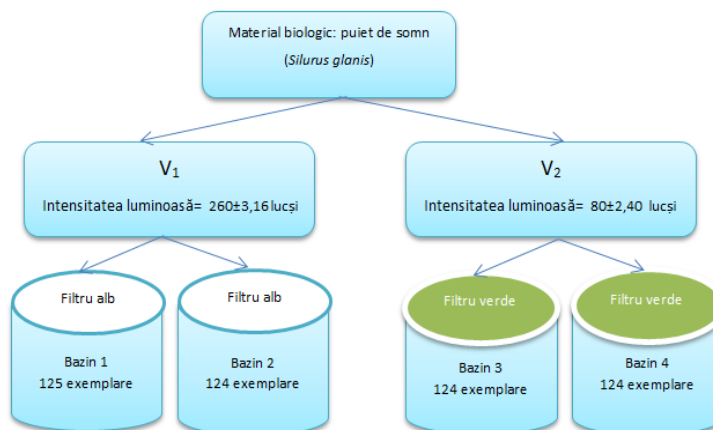 Material biologic: puiet de somn
(Silurus glanis)
V1
Intensitatea luminoasă= 260±3,16 lucși
V2
Intensitatea luminoasă= 80±2,40 lucși
Filtru alb
Filtru alb
Filtru verde
Filtru verde
Bazin 1
125 exemplare
Bazin 2
124 exemplare
Bazin 3
124 exemplare
Bazin 4
124 exemplare